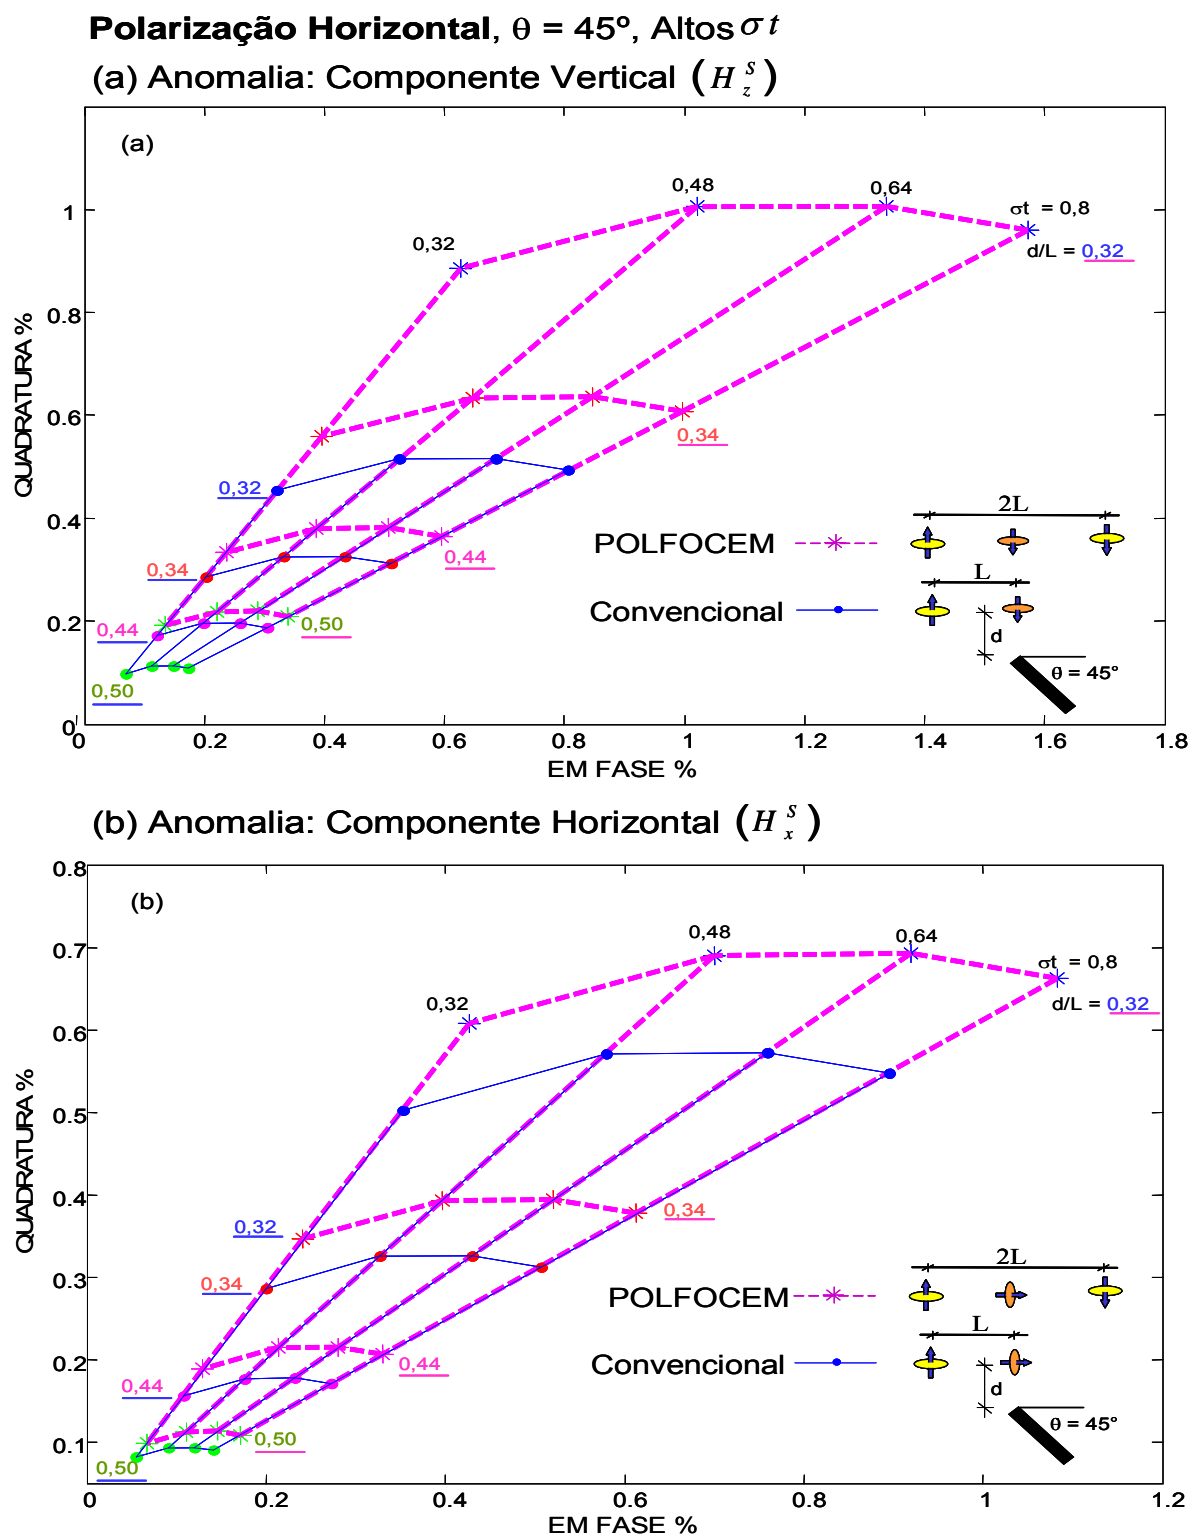 Polarização Horizontal, θ = 45º, Altos σ t
(a) Anomalia: Componente Vertical (H z S)
(a)
0,48
0,64
σt = 0,8
0,32
d/L = 0,32
1
0.8
0.6
0.4
0.2
0
QUADRATURA %
0,34
0,32
0,34
0,44
0,44
0,50
0,50
2L
POLFOCEM
L
Convencional
d
θ = 45º
0 0.2 0.4 0.6 0.8 1 1.2 1.4 1.6 1.8
EM FASE %
(b) Anomalia: Componente Horizontal (H x S)
0.8
0.7
0.6
0.5
0.4
0.3
0.2
0.1
QUADRATURA %
(b)
0,48
0,64
σt = 0,8
0,32
d/L = 0,32
0,32
0,34
0,34
0,44
0,44
0,50
0,50
2L
POLFOCEM
L
Convencional
d
θ = 45º
0 0.2 0.4 0.6 0.8 1 1.2
EM FASE %